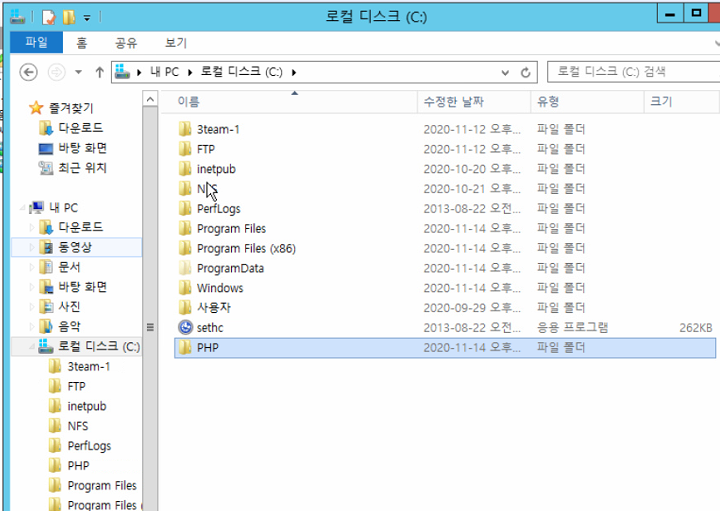 로컬 디스크 (C:)
파일 홈 공유 보기
내 PC 로컬 디스크 (C:) 로컬 디스크 (C:) 검색
이름 수정한 날짜 유형 크기
즐겨찾기
다운로드
바탕 화면
최근 위치
내 PC
다운로드
동영상
문서
바탕 화면
사진
음악
로컬 디스크 (C:)
3team-1
FTP
inetpub
NFS
PerfLogs
PHP
Program Files
Program Files (
3team-1 2020-11-12 오후... 파일 폴더
FTP 2020-11-12 오후... 파일 폴더
inetpub 2020-10-20 오후... 파일 폴더
2020-10-21 오후... 파일 폴더
PerfLogs 2013-08-22 오전... 파일 폴더
Program Files 2020-11-14 오후... 파일 폴더
Program Files (x86) 2020-11-14 오후... 파일 폴더
ProgramData 2020-11-14 오후... 파일 폴더
Windows 2020-11-14 오후... 파일 폴더
사용자 2020-09-29 오후... 파일 폴더
sethc 2013-08-22 오전... 응용 프로그램 262KB
PHP 2020-11-14 오후... 파일 폴더